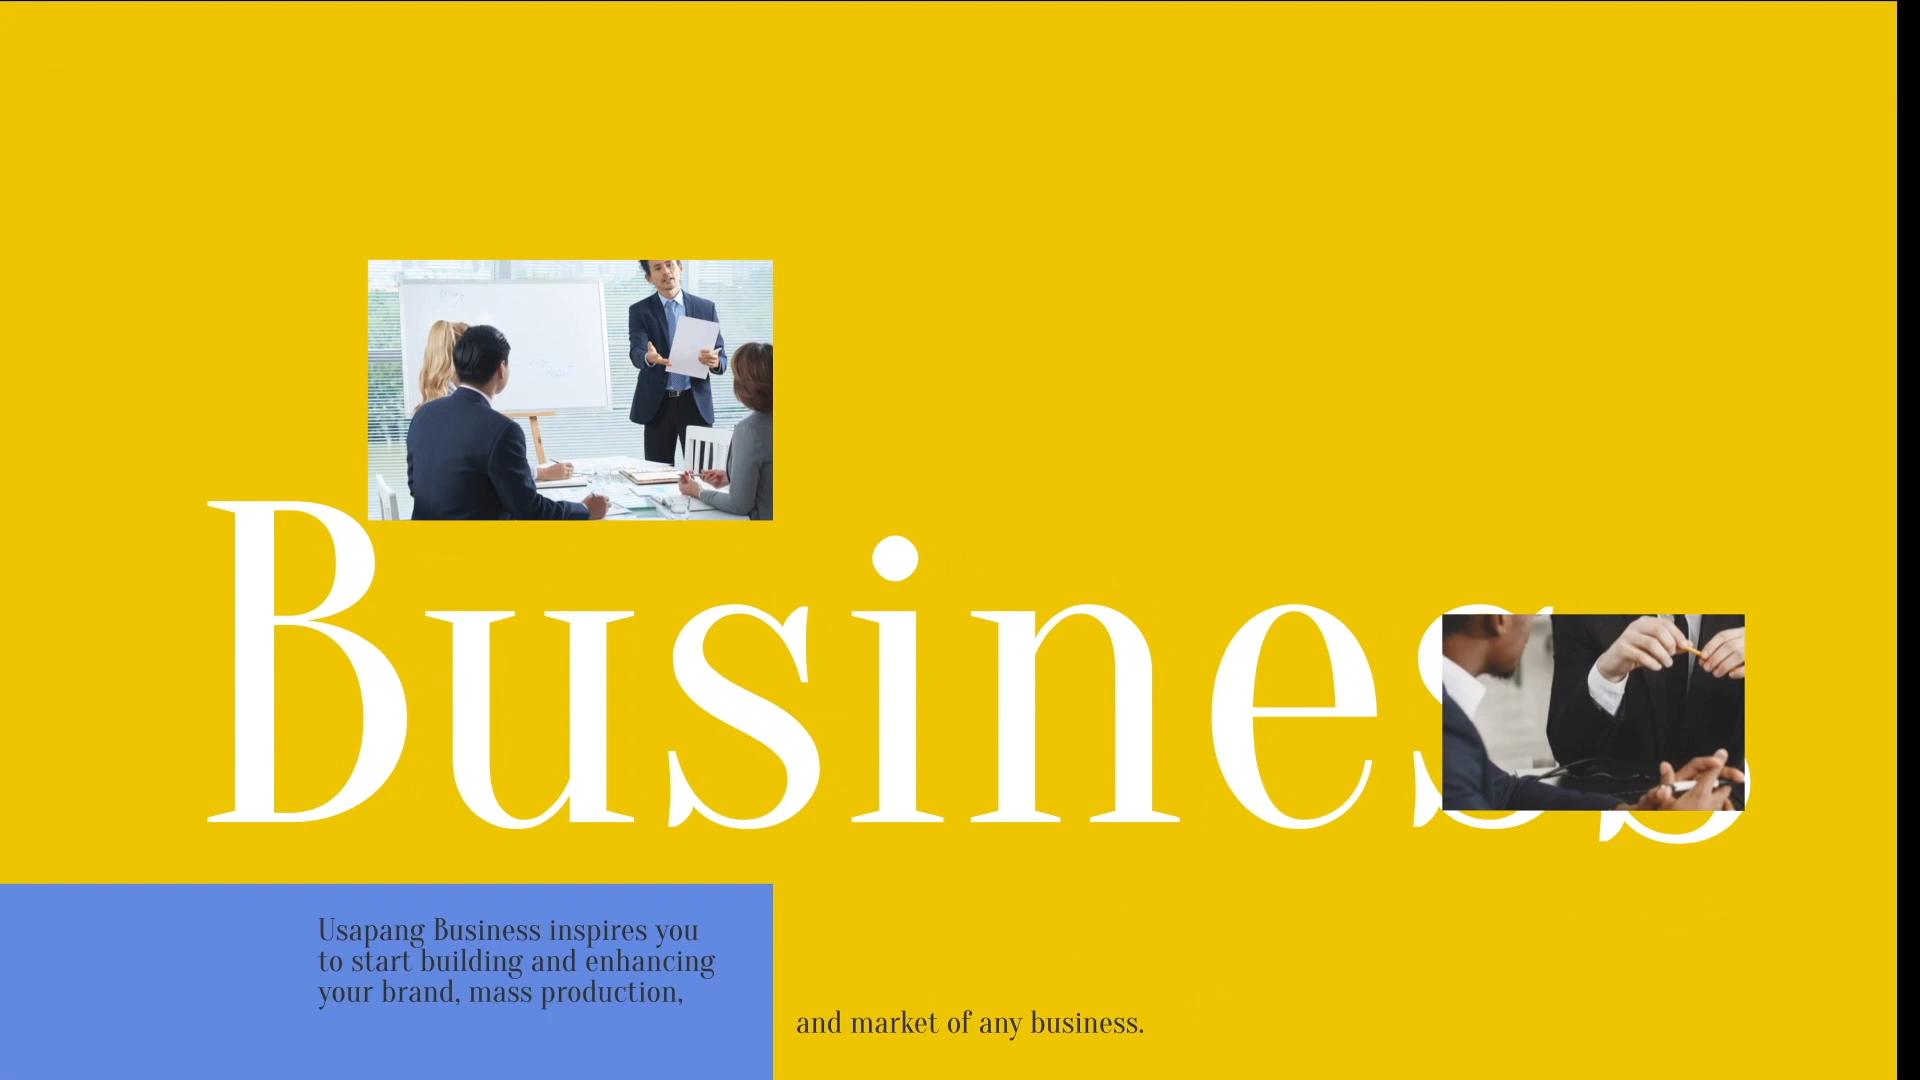 Business
Usapang Business inspires you
to start building and enhancing
your brand, mass production,
and market of any business.